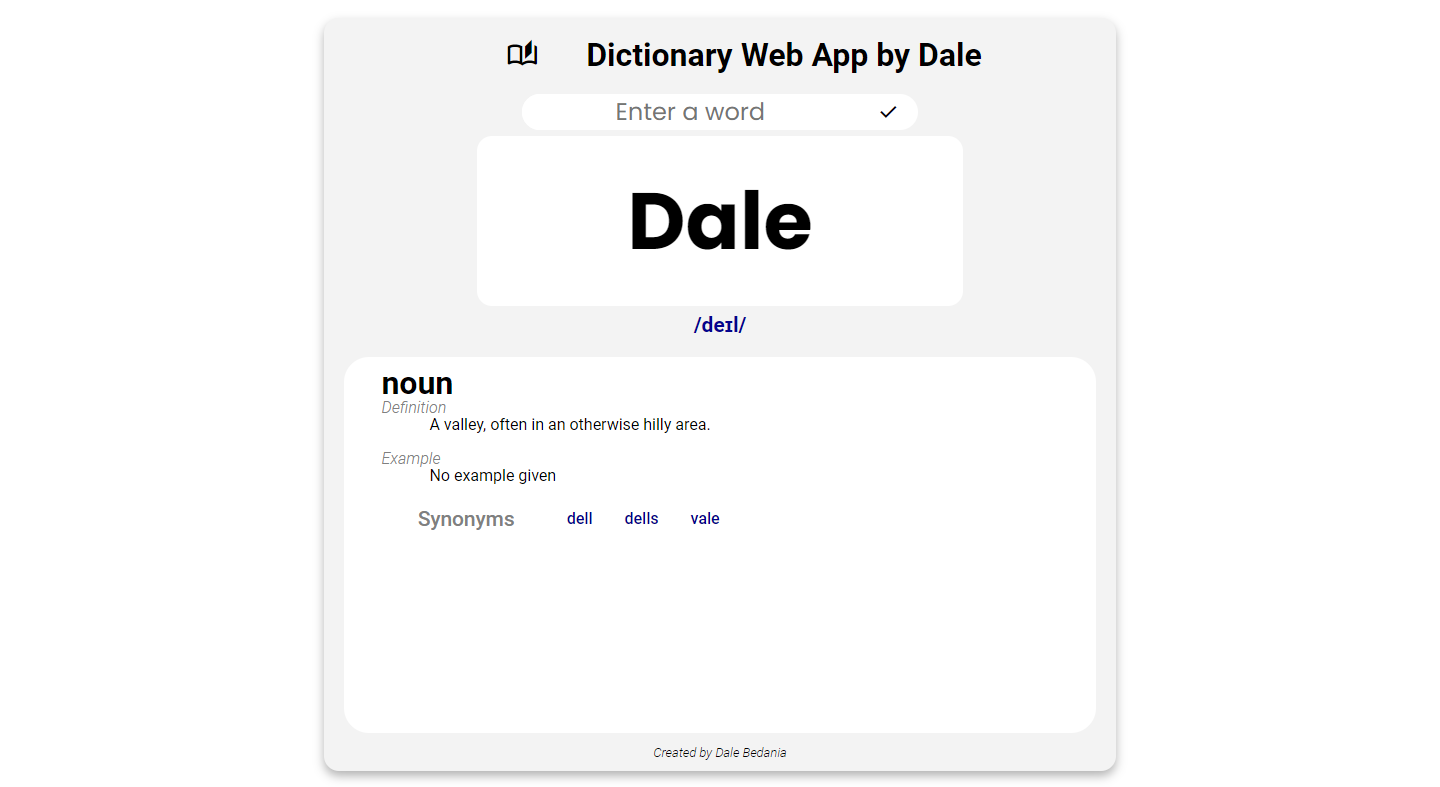 Dictionary Web App by Dale
Enter a word
Dale
/deɪl/
noun
Definition
A valley, often in an otherwise hilly area.
Example
No example given
Synonyms dell dells vale
Created by Dale Bedania